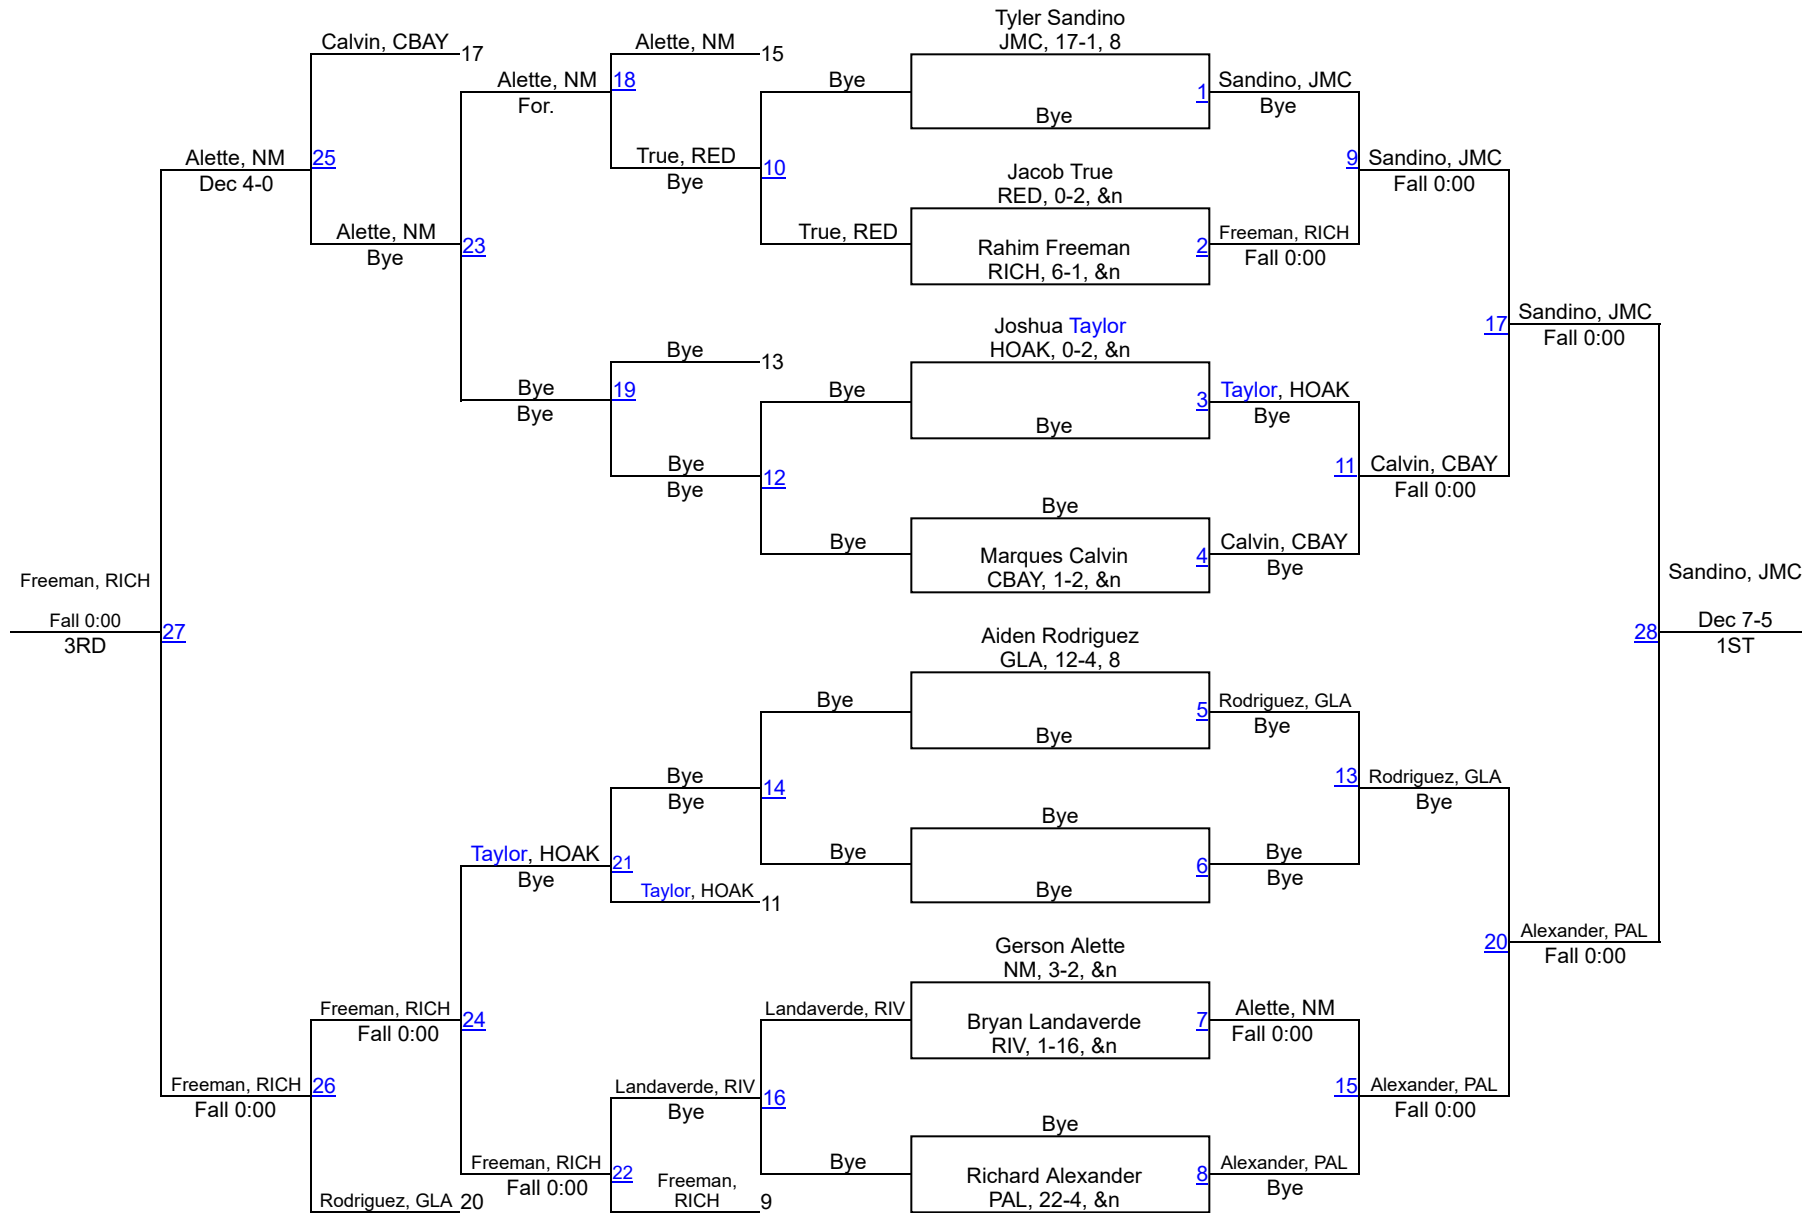 Tyler Sandino
JMC, 17-1, 8
Calvin, CBAY
17
Alette, NM
15
Alette, NM
18
For.
Bye
1
Sandino, JMC
Bye
Bye
Alette, NM
25
Dec 4-0
True, RED
10
Bye
Jacob True
RED, 0-2, &n
9
Sandino, JMC
Fall 0:00
Alette, NM
23
Bye
True, RED
Rahim Freeman
RICH, 6-1, &n
2
Freeman, RICH
Fall 0:00
Joshua Taylor
HOAK, 0-2, &n
17
Sandino, JMC
Fall 0:00
Bye
13
Bye
19
Bye
Bye
3
Taylor, HOAK
Bye
Bye
Bye
12
Bye
11
Calvin, CBAY
Fall 0:00
Bye
Bye
Marques Calvin
CBAY, 1-2, &n
4
Calvin, CBAY
Bye
Freeman, RICH
Fall 0:00
27
3RD
Sandino, JMC
28
Dec 7-5
1ST
Aiden Rodriguez
GLA, 12-4, 8
Bye
5
Rodriguez, GLA
Bye
Bye
Bye
14
Bye
13
Rodriguez, GLA
Bye
Bye
Taylor, HOAK
21
Bye
Bye
6
Bye
Bye
Bye
Taylor, HOAK
11
Gerson Alette
NM, 3-2, &n
20
Alexander, PAL
Fall 0:00
Freeman, RICH
24
Fall 0:00
Landaverde, RIV
Bryan Landaverde
RIV, 1-16, &n
7
Alette, NM
Fall 0:00
Freeman, RICH
26
Fall 0:00
Landaverde, RIV
16
Bye
15
Alexander, PAL
Fall 0:00
Bye
Freeman, RICH
22
Fall 0:00
Bye
Richard Alexander
PAL, 22-4, &n
8
Alexander, PAL
Bye
Rodriguez, GLA
20
Freeman,
RICH
9